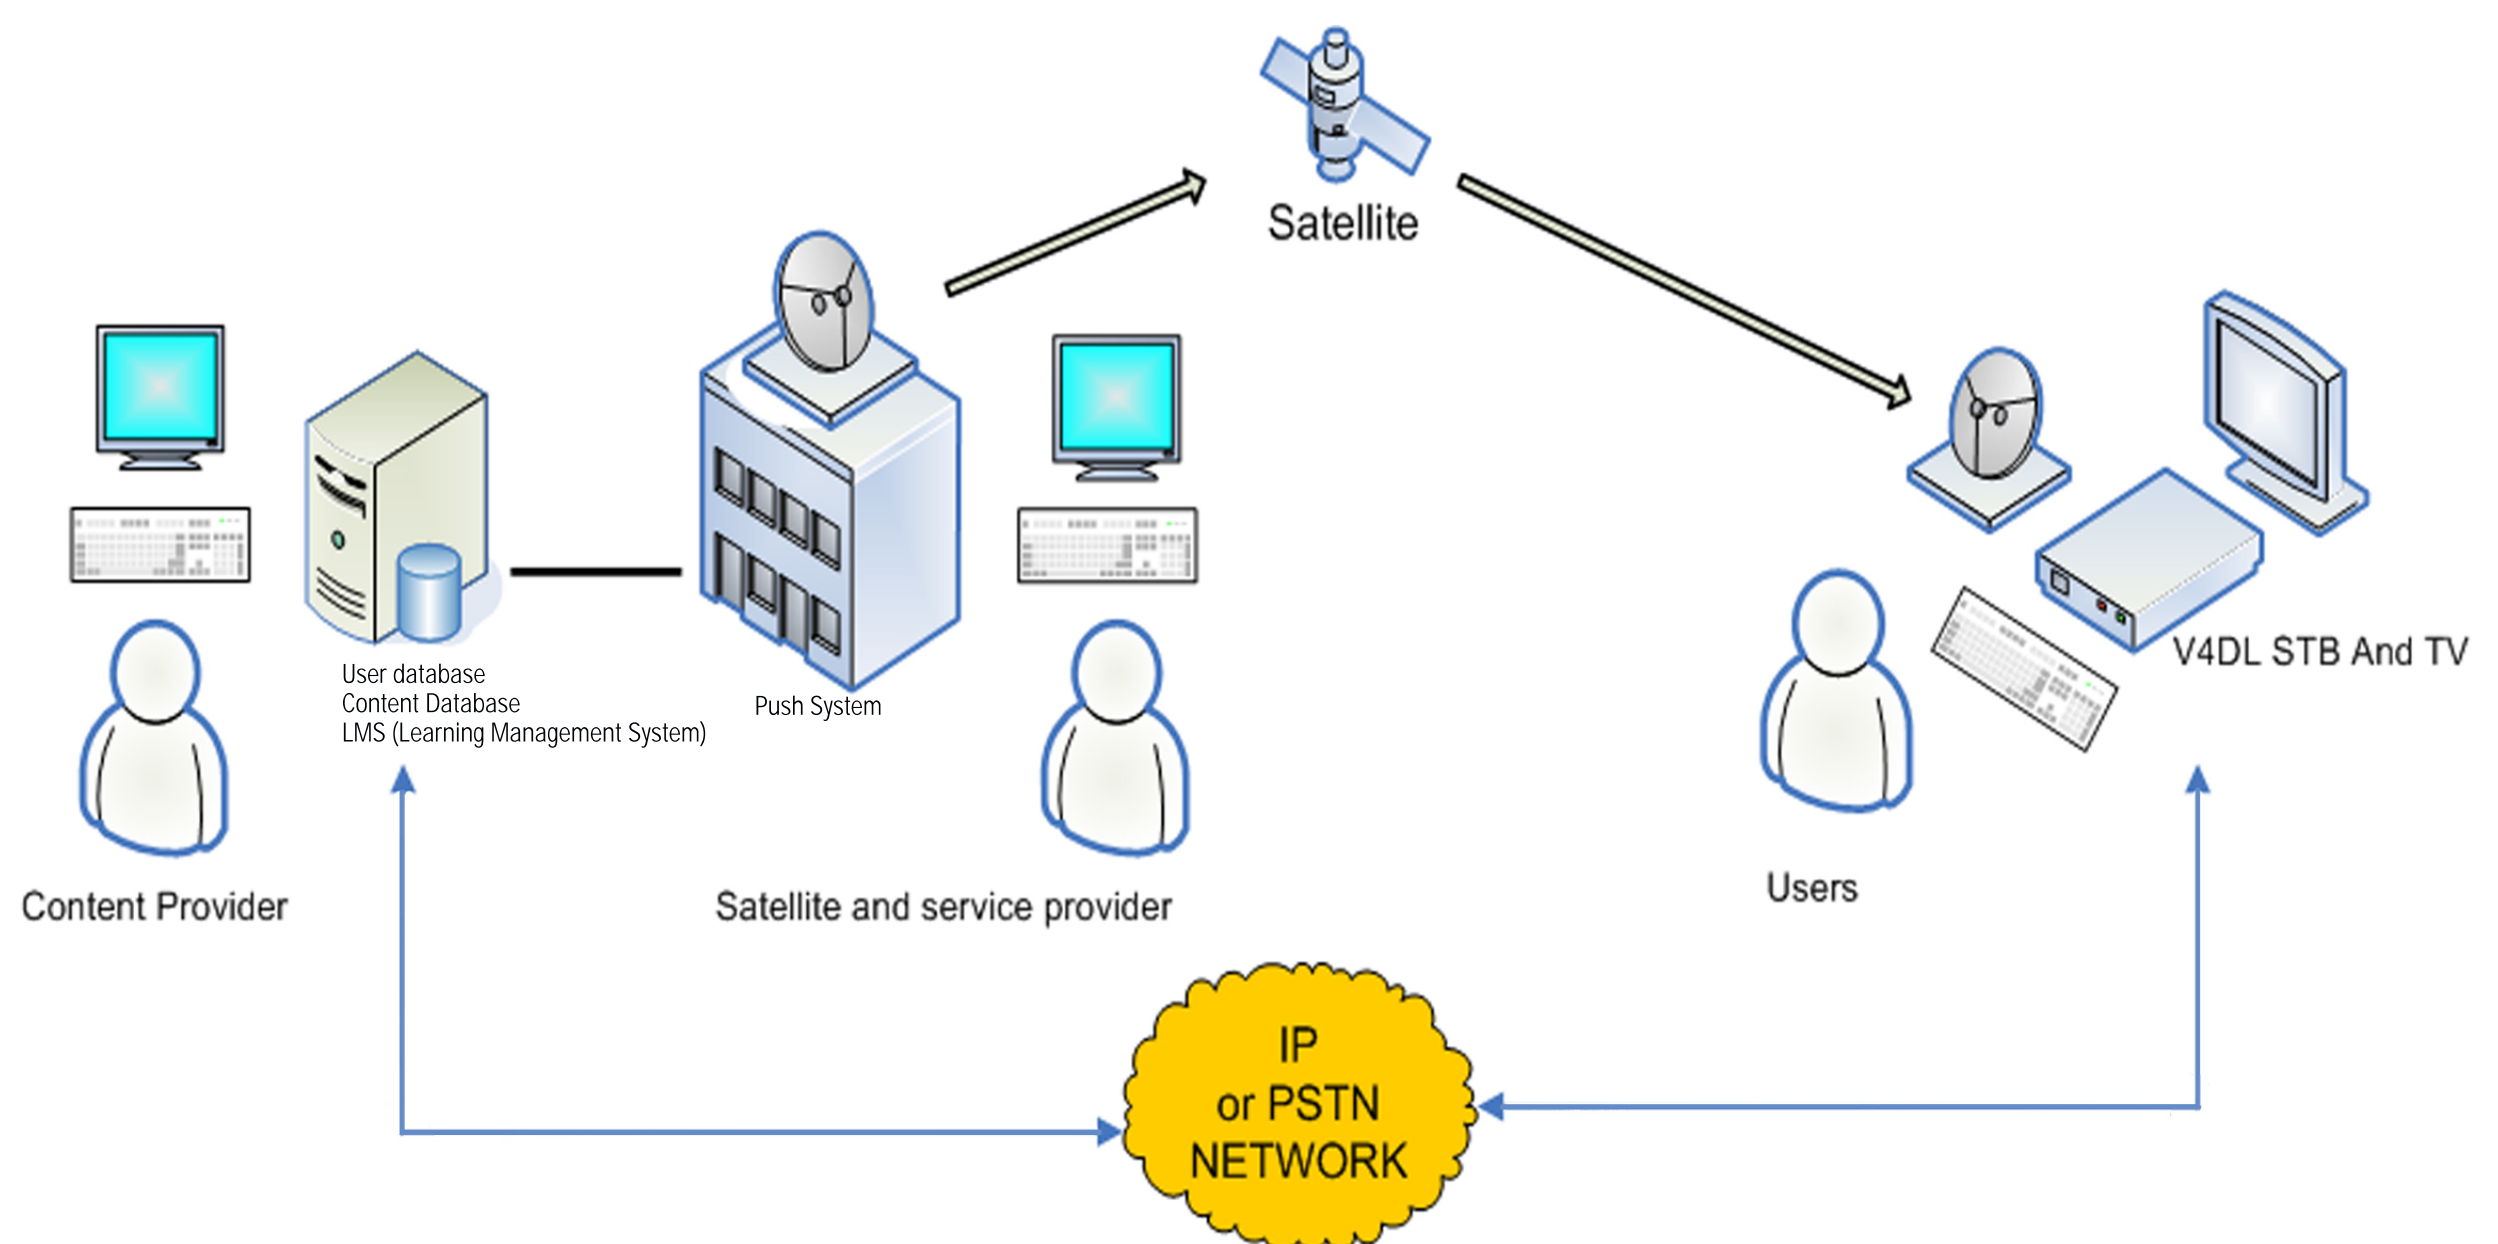 Satellite
V4DL STB And TV
User database
Content Database
LMS (Learning Management System)
Push System
Content Provider
Satellite and service provider
Users
IP
or PSTN
NETWORK